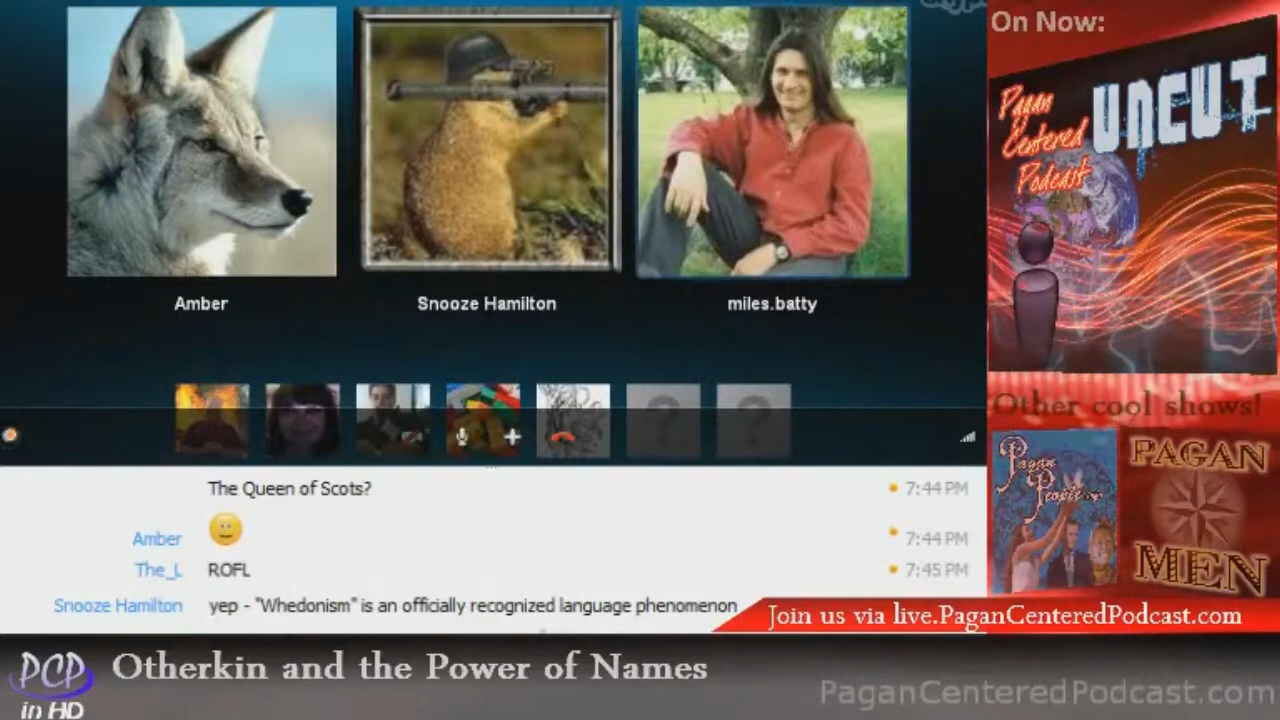 On Now:
Pagan
Centered
Podcast
UNCUT
Amber
Snooze Hamilton
miles.batty
Other cool shows!
Pagan
People
PAGAN
MEN
The Queen of Scots?
7:44 PM
Amber
7:44 PM
The_L
ROFL
7:45 PM
Snooze Hamilton
yep - "Whedonism" is an officially recognized language phenomenon
Join us via live.PaganCenteredPodcast.com
PCP
in HD
Otherkin and the Power of Names
PaganCenteredPodcast.com